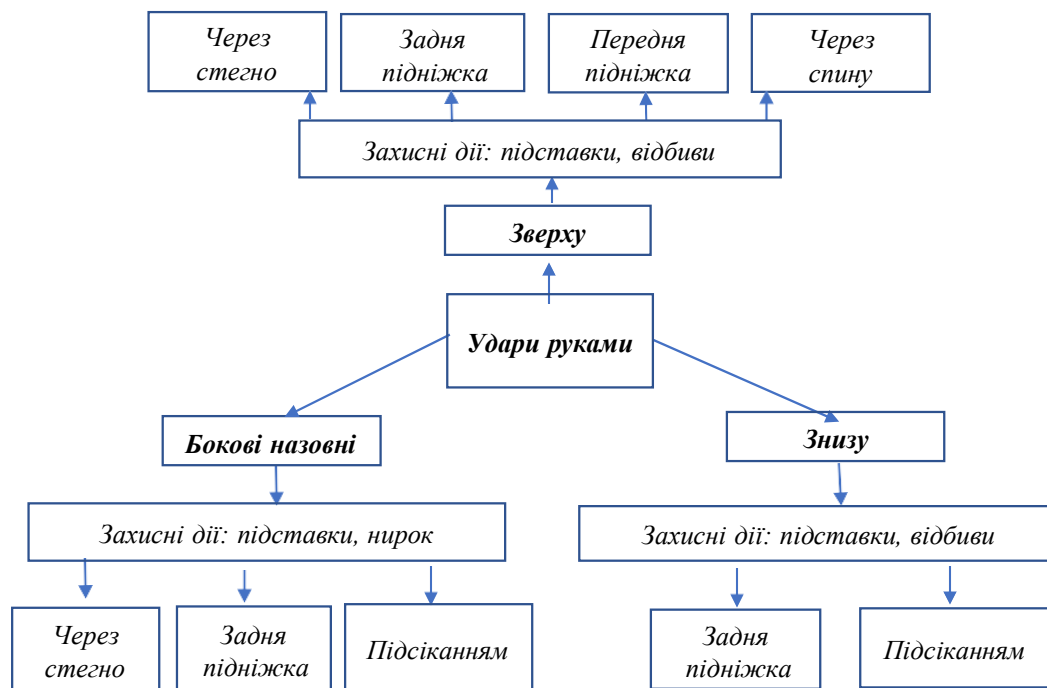 Через
стегно
Задня
підніжка
Передня
підніжка
Через
спину
Захисні дії: підставки, відбиви
Зверху
Удари руками
Бокові назовні
Знизу
Захисні дії: підставки, нирок
Захисні дії: підставки, відбиви
Через
стегно
Задня
підніжка
Підсіканням
Задня
підніжка
Підсіканням